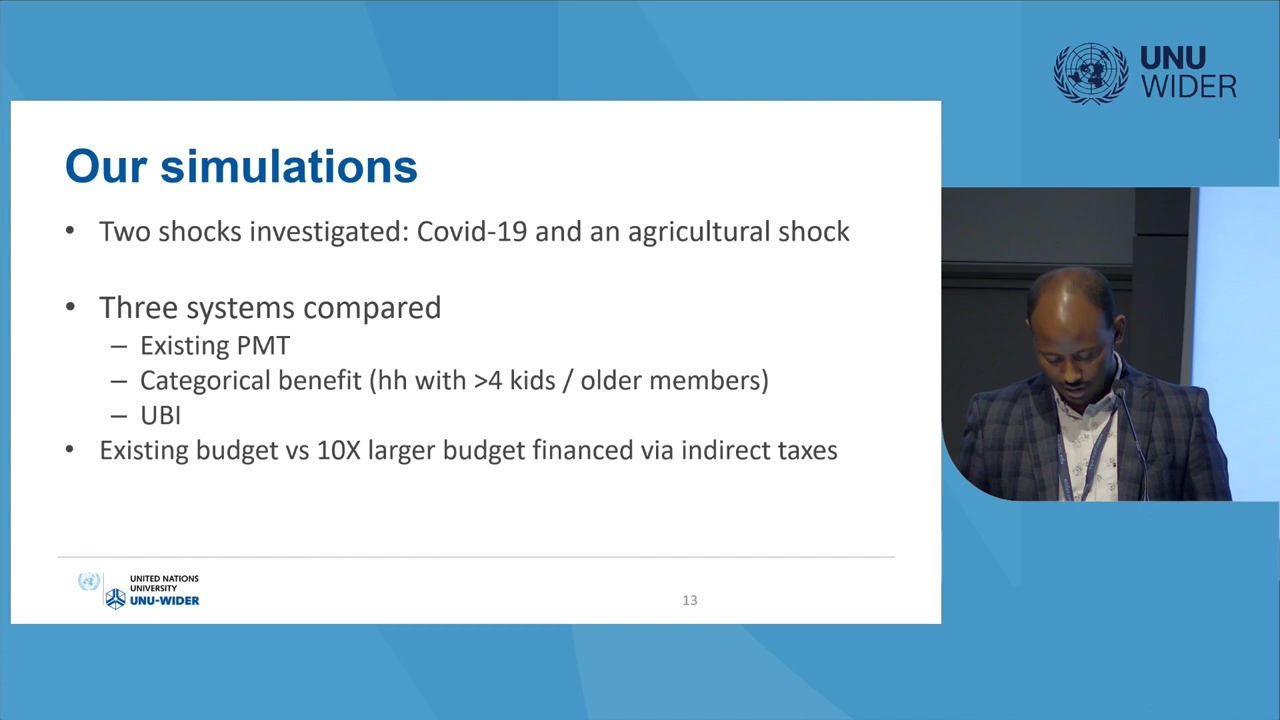 UNU
WIDER
Our simulations
• Two shocks investigated: Covid-19 and an agricultural shock
• Three systems compared
– Existing PMT
– Categorical benefit (hh with >4 kids / older members)
– UBI
• Existing budget vs 10X larger budget financed via indirect taxes
UNITED NATIONS
UNIVERSITY
UNU-WIDER
13